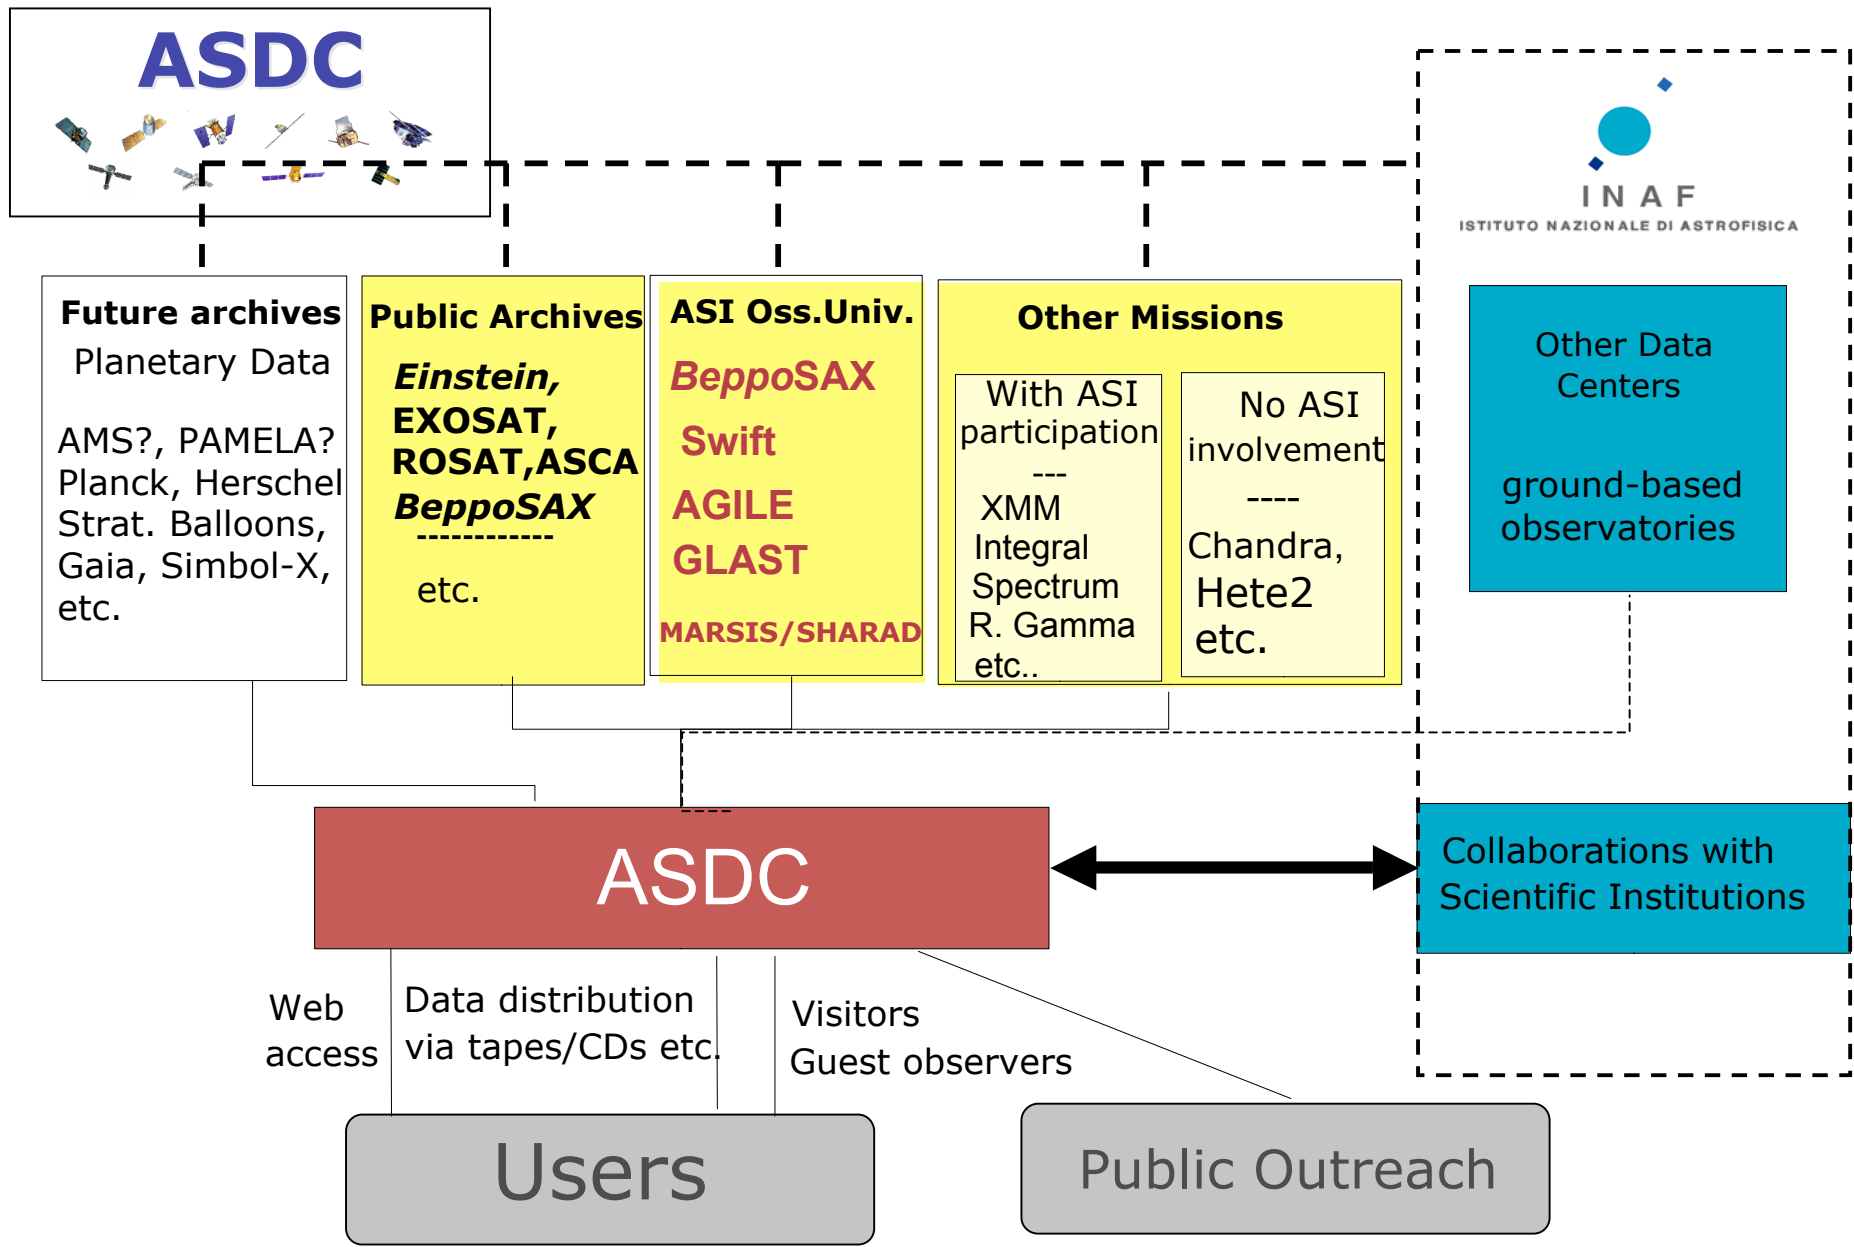 ASDC
I N A F
ISTITUTO NAZIONALE DI ASTROFISICA
Future archives
Planetary Data
AMS?, PAMELA?
Planck, Herschel
Strat. Balloons,
Gaia, Simbol-X,
etc.
Public Archives
Einstein,
EXOSAT,
ROSAT,ASCA
BeppoSAX
------------
etc.
ASI Oss.Univ.
BeppoSAX
Swift
AGILE
GLAST
MARSIS/SHARAD
Other Missions
With ASI
participation
---
XMM
Integral
Spectrum
R. Gamma
etc..
No ASI
involvement
----
Chandra,
Hete2
etc.
Other Data
Centers
ground-based
observatories
ASDC
Collaborations with
Scientific Institutions
Web
access
Data distribution
via tapes/CDs etc.
Visitors
Guest observers
Users
Public Outreach